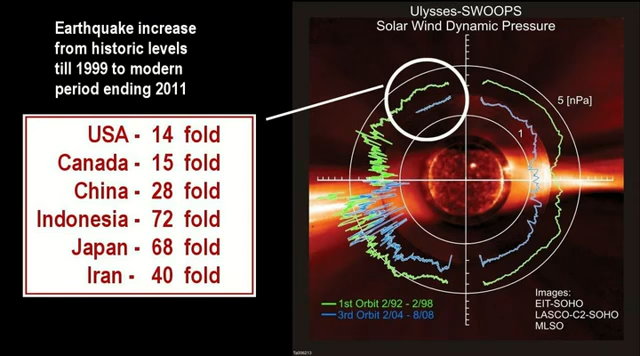 Earthquake increase
from historic levels
till 1999 to modern
period ending 2011
USA - 14 fold
Canada - 15 fold
China - 28 fold
Indonesia - 72 fold
Japan - 68 fold
Iran - 40 fold
Ulysses-SWOOPS
Solar Wind Dynamic Pressure
5 [nPa]
1
1st Orbit 2/92 - 2/98
3rd Orbit 2/04 - 8/08
Images:
EIT-SOHO
LASCO-C2-SOHO
MLSO